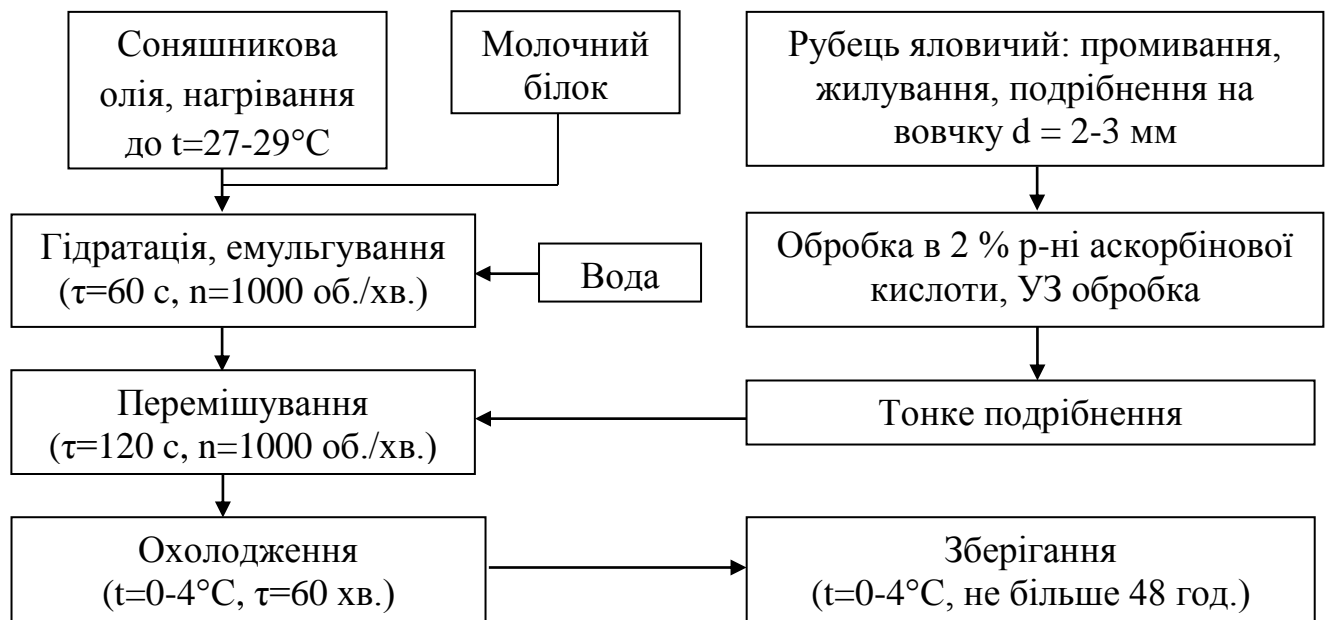 Соняшникова
олія, нагрівання
до t=27-29°C
Молочний
білок
Рубець яловичий: промивання,
жилування, подрібнення на
вовчку d = 2-3 мм
Гідратація, емульгування
(τ=60 с, n=1000 об./хв.)
Вода
Обробка в 2 % р-ні аскорбінової
кислоти, УЗ обробка
Перемішування
(τ=120 с, n=1000 об./хв.)
Тонке подрібнення
Охолодження
(t=0-4°C, τ=60 хв.)
Зберігання
(t=0-4°C, не більше 48 год.)